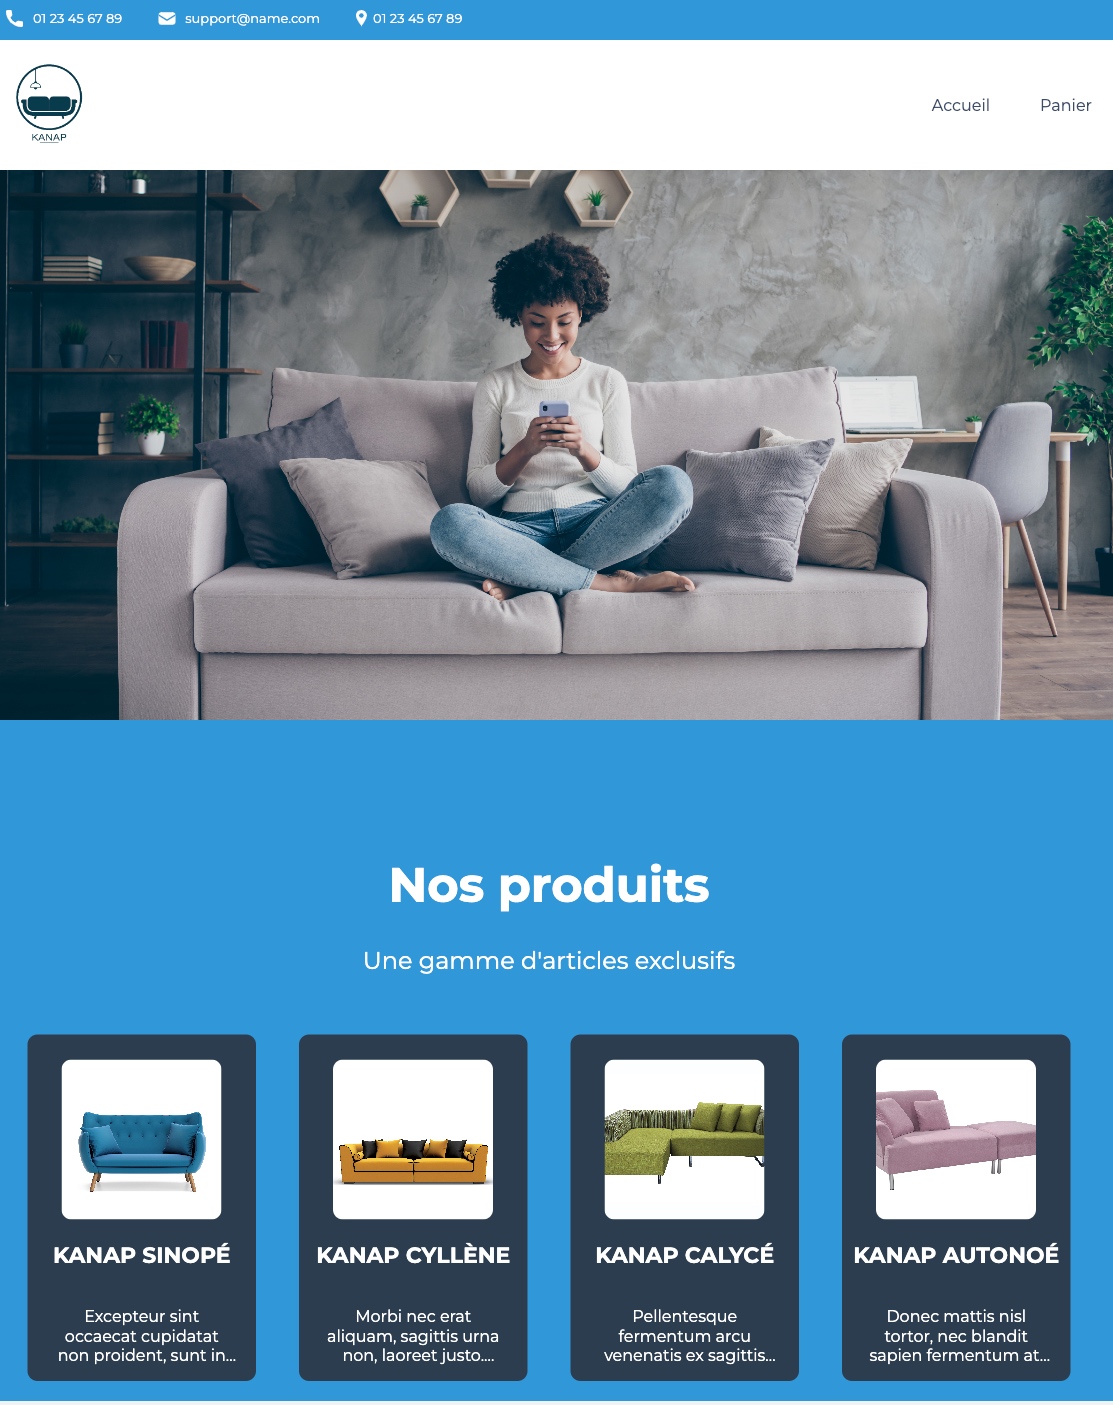 01 23 45 67 89
support@name.com
01 23 45 67 89
KANAP
Accueil
Panier
Nos produits
Une gamme d'articles exclusifs
KANAP SINOPÉ
Excepteur sint
occaecat cupidatat
non proident, sunt in...
KANAP CYLLÈNE
Morbi nec erat
aliquam, sagittis urna
non, laoreet justo....
KANAP CALYCÉ
Pellentesque
fermentum arcu
venenatis ex sagittis...
KANAP AUTONOÉ
Donec mattis nisl
tortor, nec blandit
sapien fermentum at...